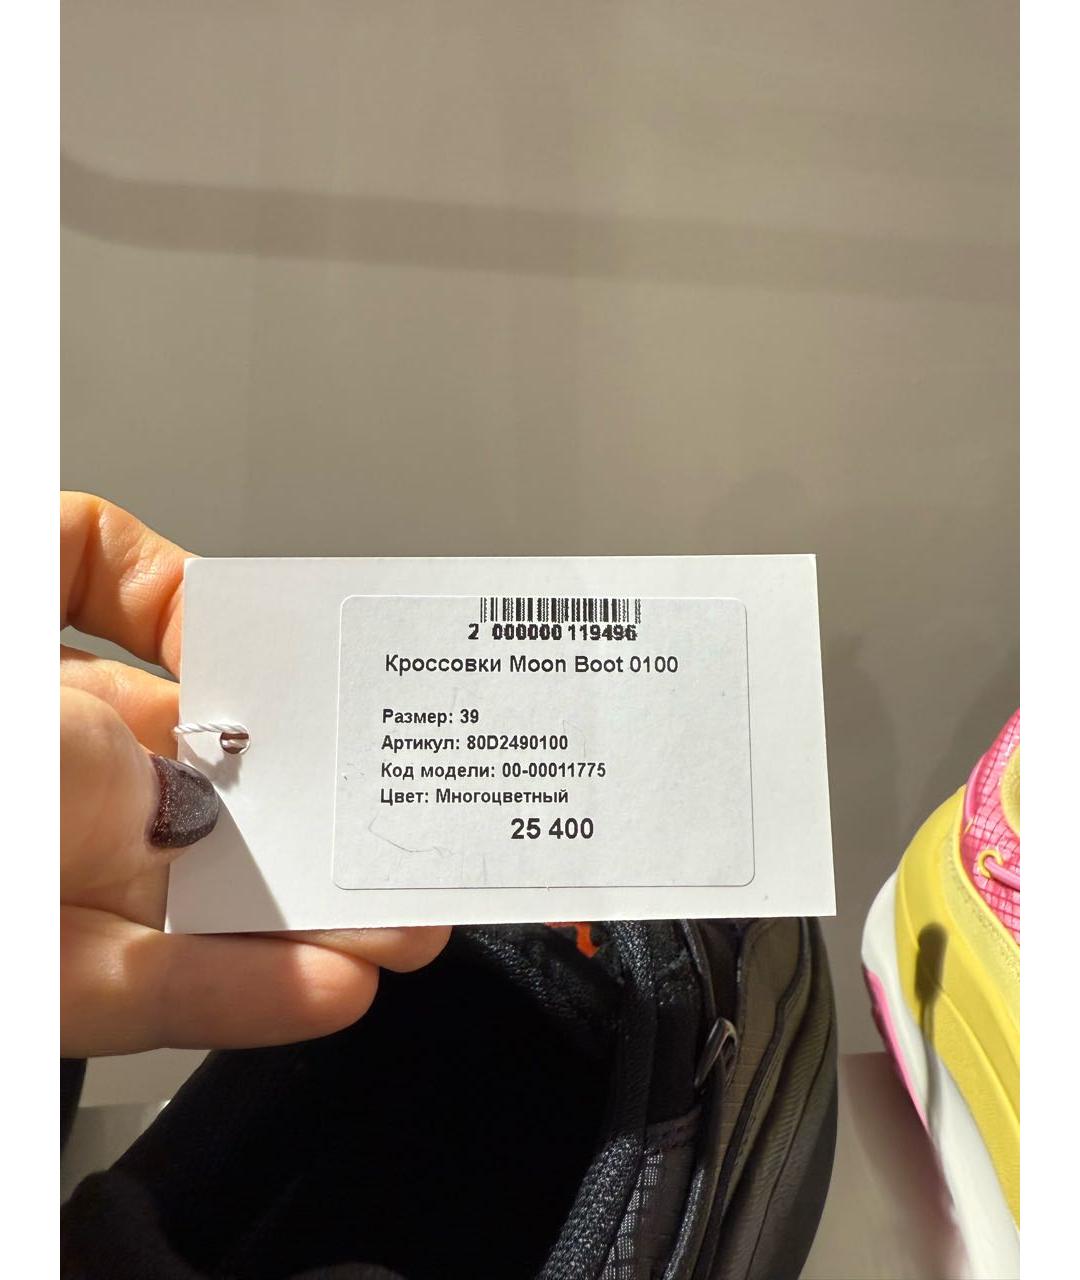 2 000000 119496
Кроссовки Moon Boot 0100
Размер: 39
Артикул: 80D2490100
Код модели: 00-00011775
Цвет: Многоцветный
25 400